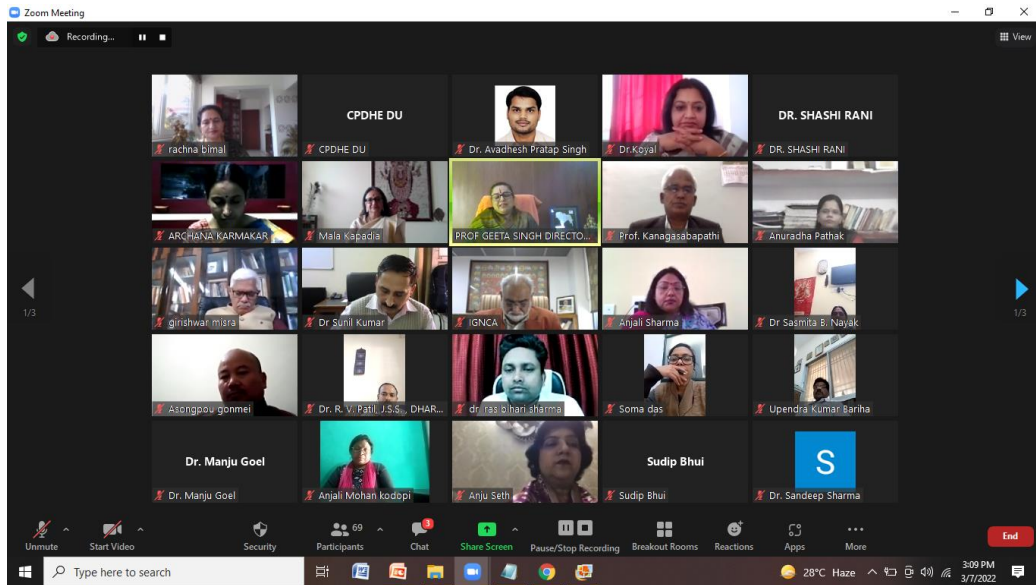 Zoom Meeting
Recording...
View
CPDHE DU
DR. SHASHI RANI
rachna bimal
CPDHE DU
Dr. Avadhesh Pratap Singh
Dr.Koyal
DR. SHASHI RANI
ARCHANA KARMAKAR
Mala Kapadia
PROF GEETA SINGH DIRECTO...
Prof. Kanagasabapathi
Anuradha Pathak
1/3
1/3
girishwar misra
Dr Sunil Kumar
IGNCA
Anjali Sharma
Dr Sasmita B. Nayak
Asongpou gonmei
Dr. R. V. Patil, J.S.S. , DHAR...
dr. ras bihari sharma
Soma das
Upendra Kumar Bariha
Dr. Manju Goel
Sudip Bhui
S
Dr. Manju Goel
Anjali Mohan kodopi
Anju Seth
Sudip Bhui
Dr. Sandeep Sharma
69
3
Unmute
Start Video
Security
Participants
Chat
Share Screen
Pause/Stop Recording
Breakout Rooms
Reactions
Apps
More
End
Type here to search
28°C Haze
3:09 PM
3/7/2022